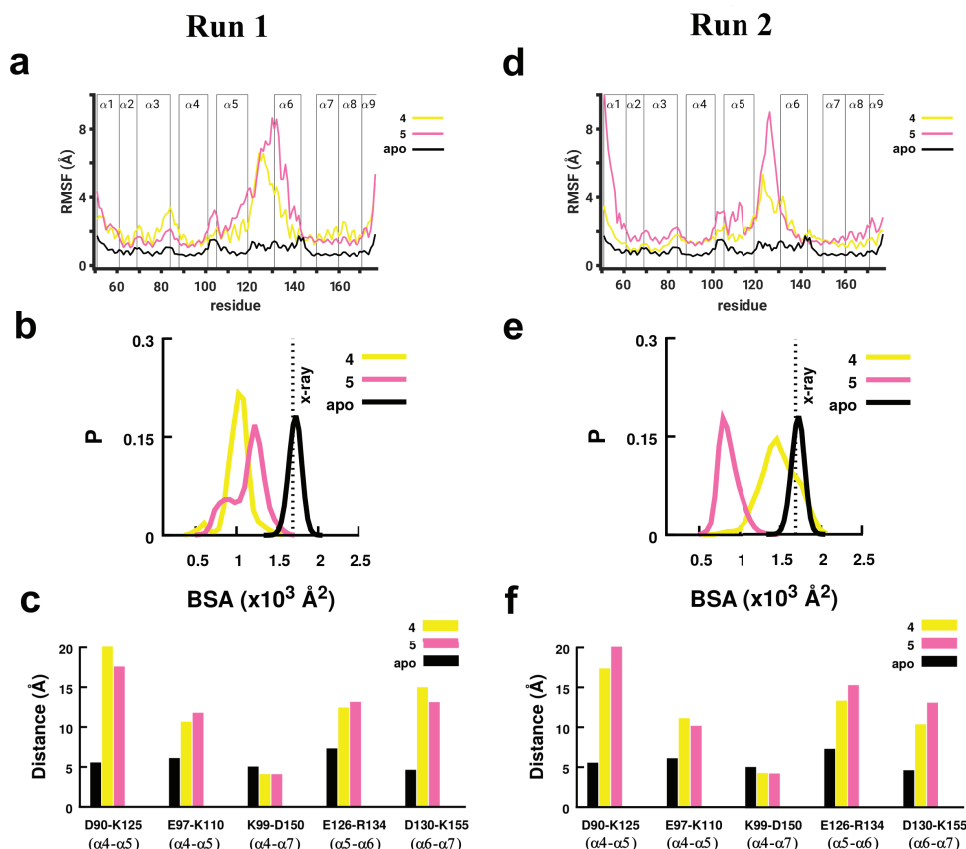 Run 1
Run 2
a
α1 α2 α3 α4 α5 α6 α7 α8 α9
8
4
0
RMSF (Å)
60 80 100 120 140 160
residue
4
5
apo
d
α1 α2 α3 α4 α5 α6 α7 α8 α9
8
4
0
RMSF (Å)
60 80 100 120 140 160
residue
4
5
apo
b
0.3
0.15
0
P
x-ray
4
5
apo
0.5 1 1.5 2 2.5
BSA (x10³ Å²)
e
0.3
0.15
0
P
x-ray
4
5
apo
0.5 1 1.5 2 2.5
BSA (x10³ Å²)
c
4
5
apo
20
15
10
5
0
Distance (Å)
D90-K125 E97-K110 K99-D150 E126-R134 D130-K155
(α4-α5) (α4-α5) (α4-α7) (α5-α6) (α6-α7)
f
4
5
apo
20
15
10
5
0
Distance (Å)
D90-K125 E97-K110 K99-D150 E126-R134 D130-K155
(α4-α5) (α4-α5) (α4-α7) (α5-α6) (α6-α7)